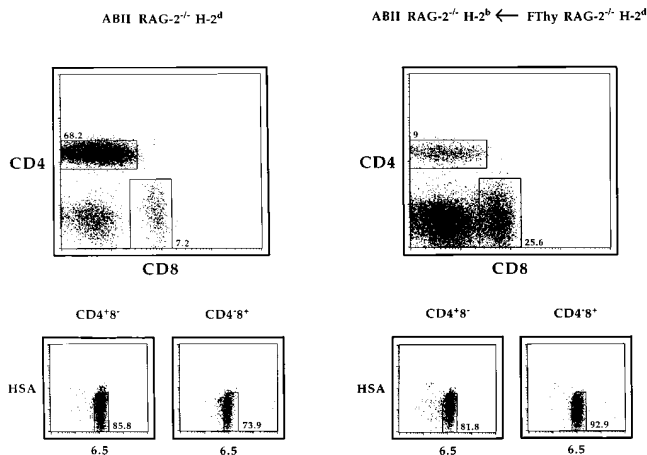 ABII RAG-2-/- H-2d
ABII RAG-2-/- H-2b ← FThy RAG-2-/- H-2d
68.2
CD4
7.2
CD8
9
CD4
25.6
CD8
CD4+8-
CD4-8+
HSA
85.8
73.9
6.5
6.5
CD4+8-
CD4-8+
HSA
81.8
92.9
6.5
6.5